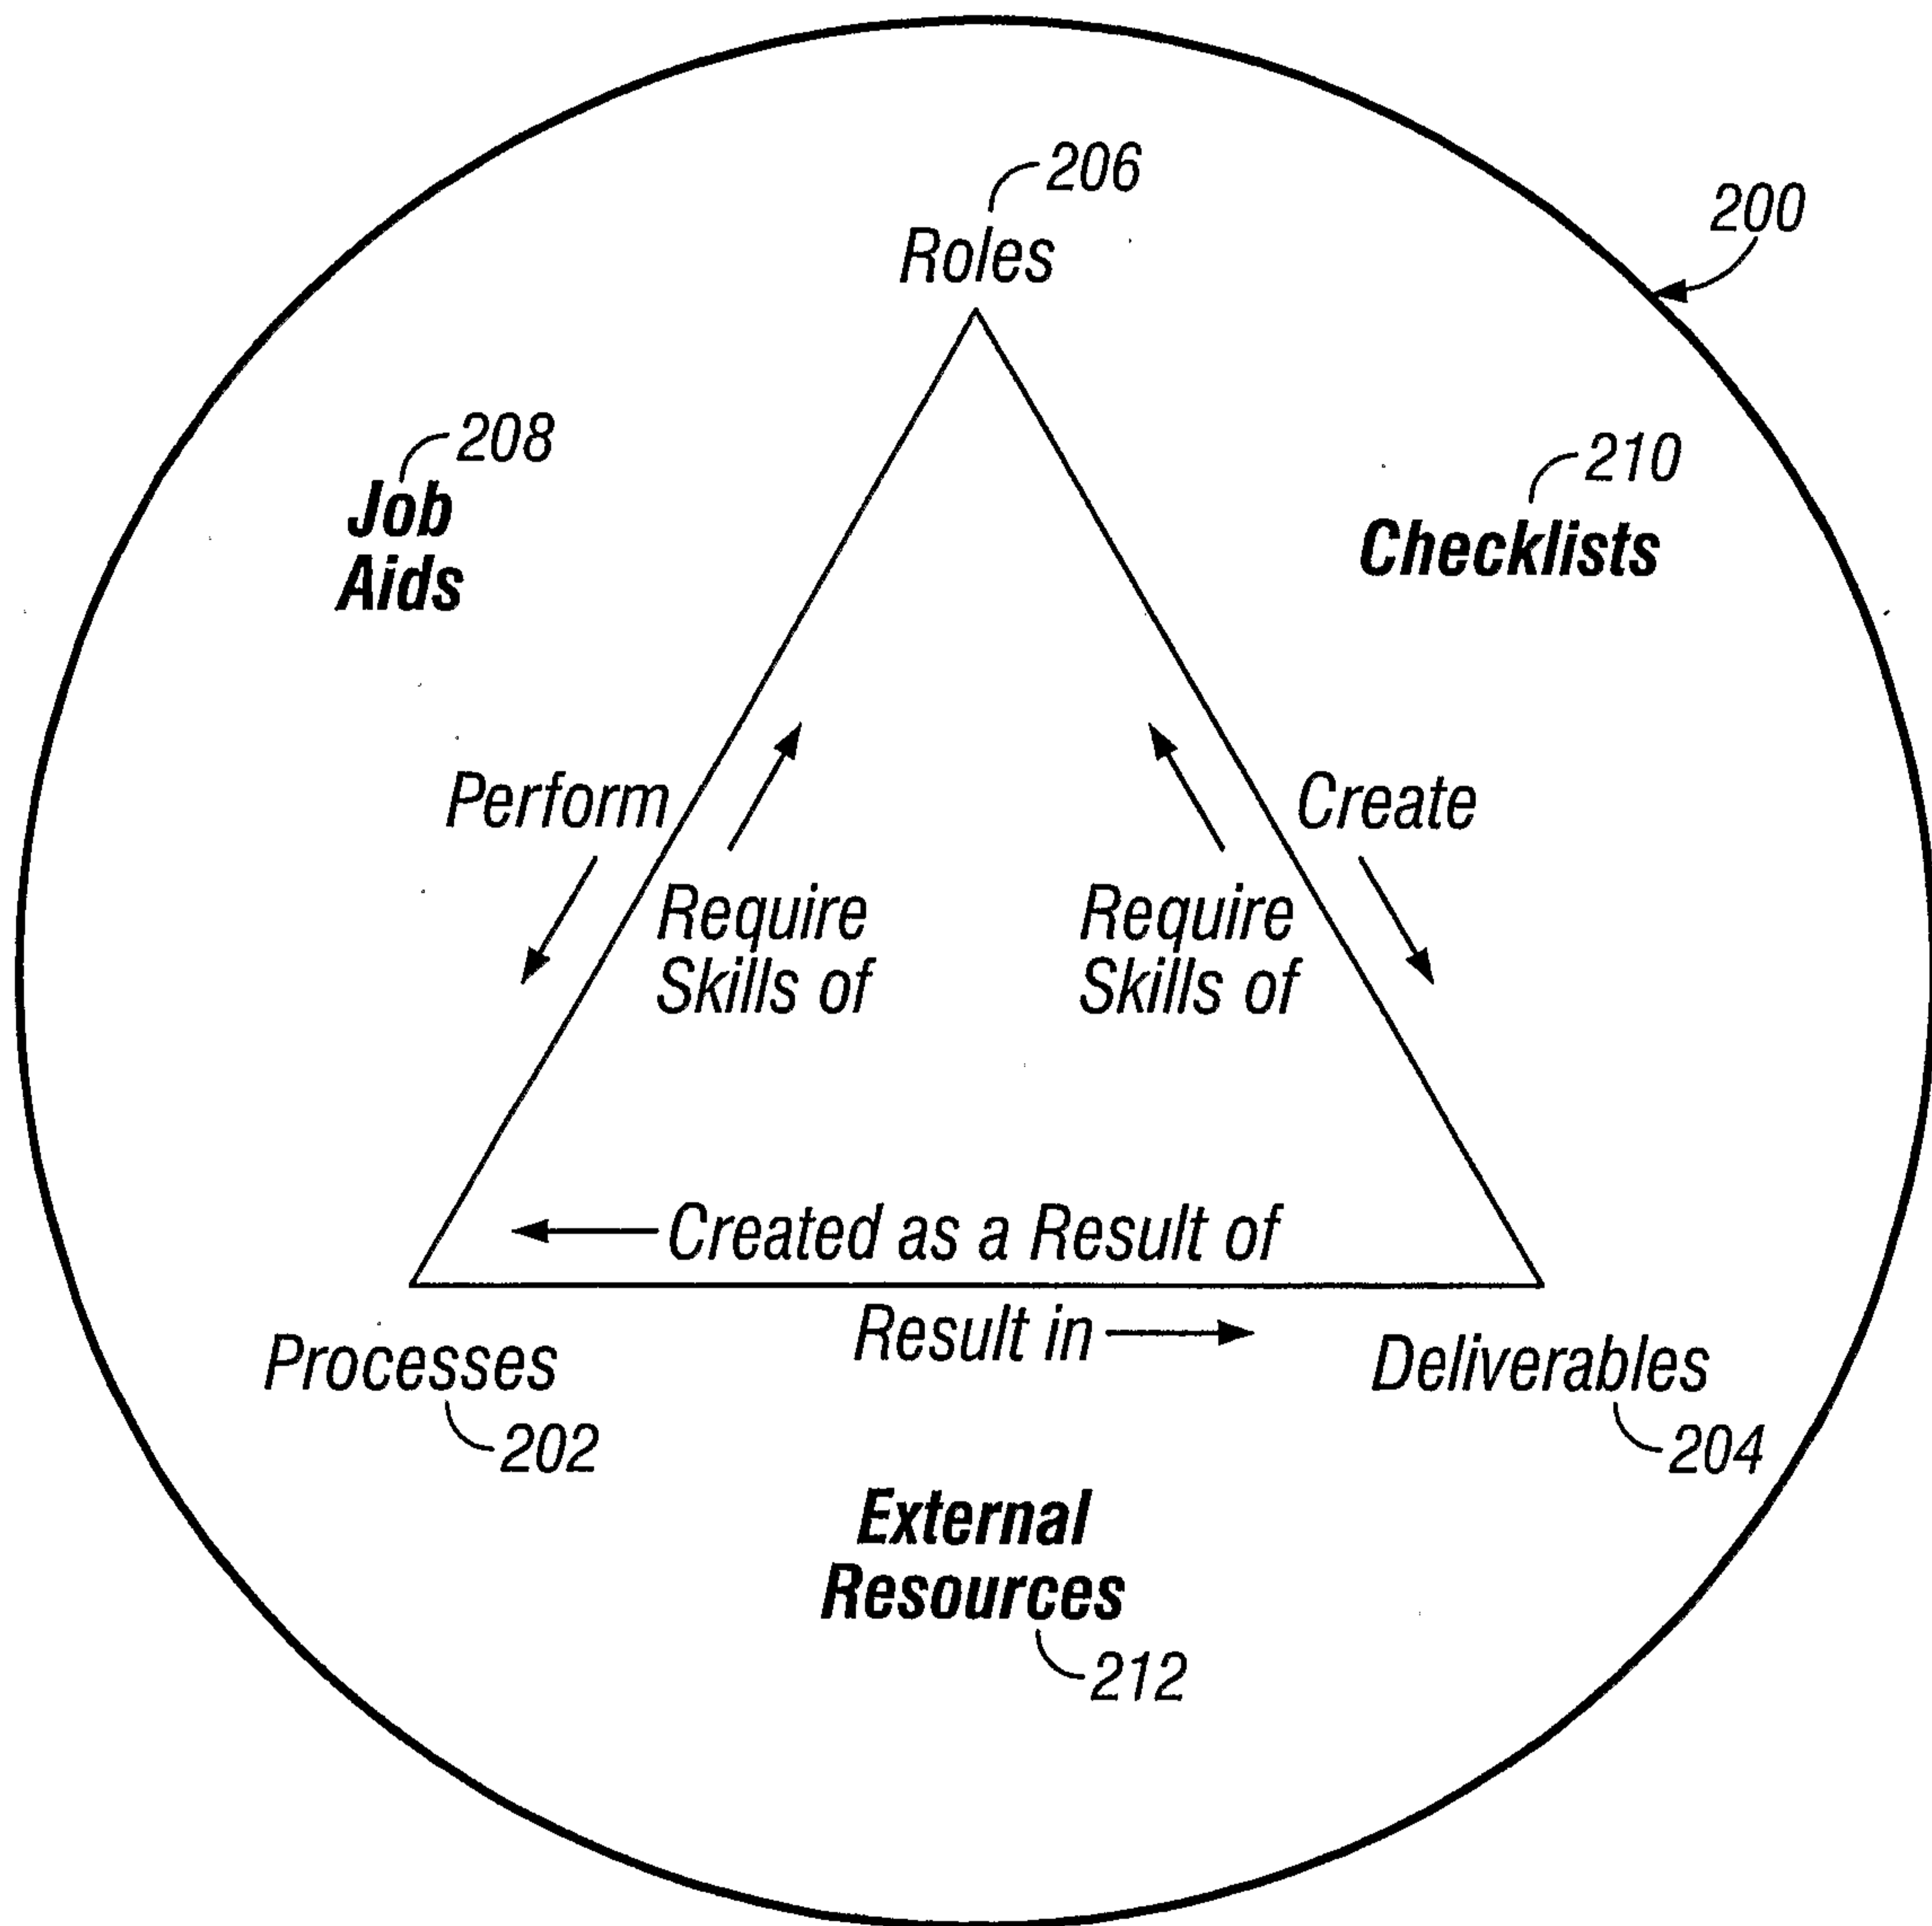 206
200
Roles
208
210
Job
Aids
Checklists
Perform
Create
Require
Skills of
Require
Skills of
Created as a Result of
Result in
Processes
Deliverables
202
204
External
Resources
212